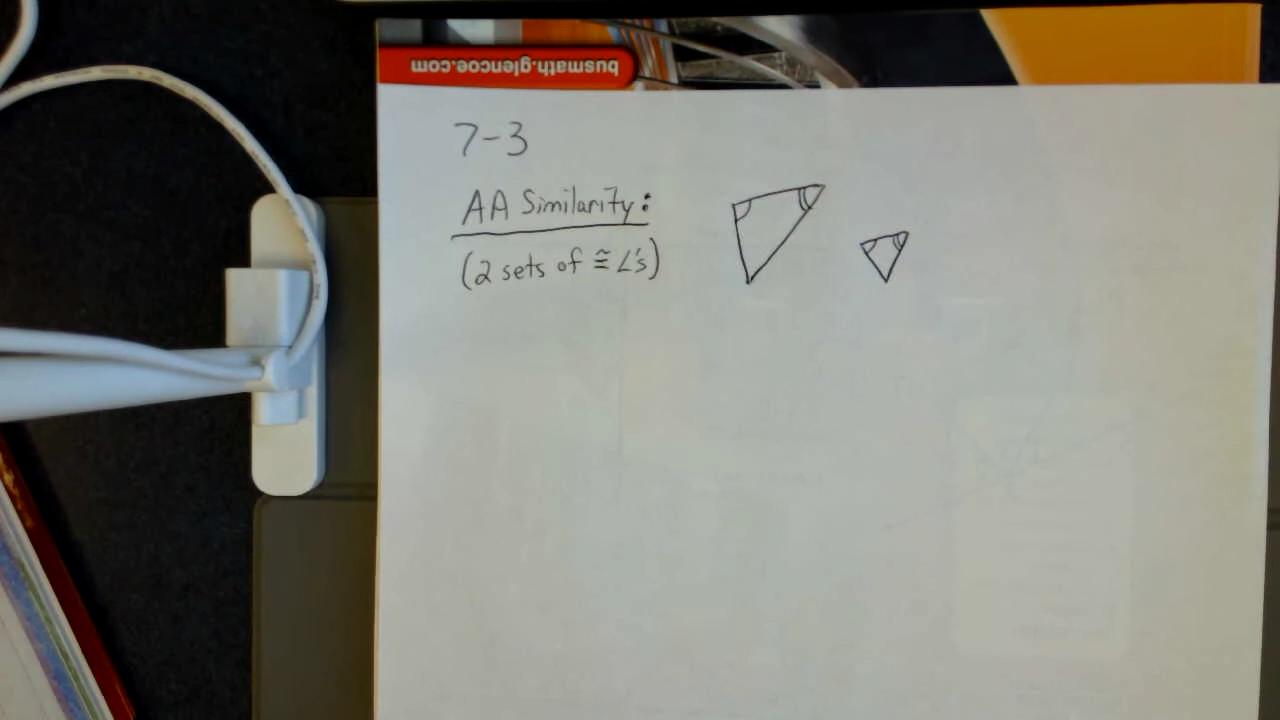 busmath.glencoe.com
7-3
AA Similarity:
(2 sets of ≅ ∠'s)